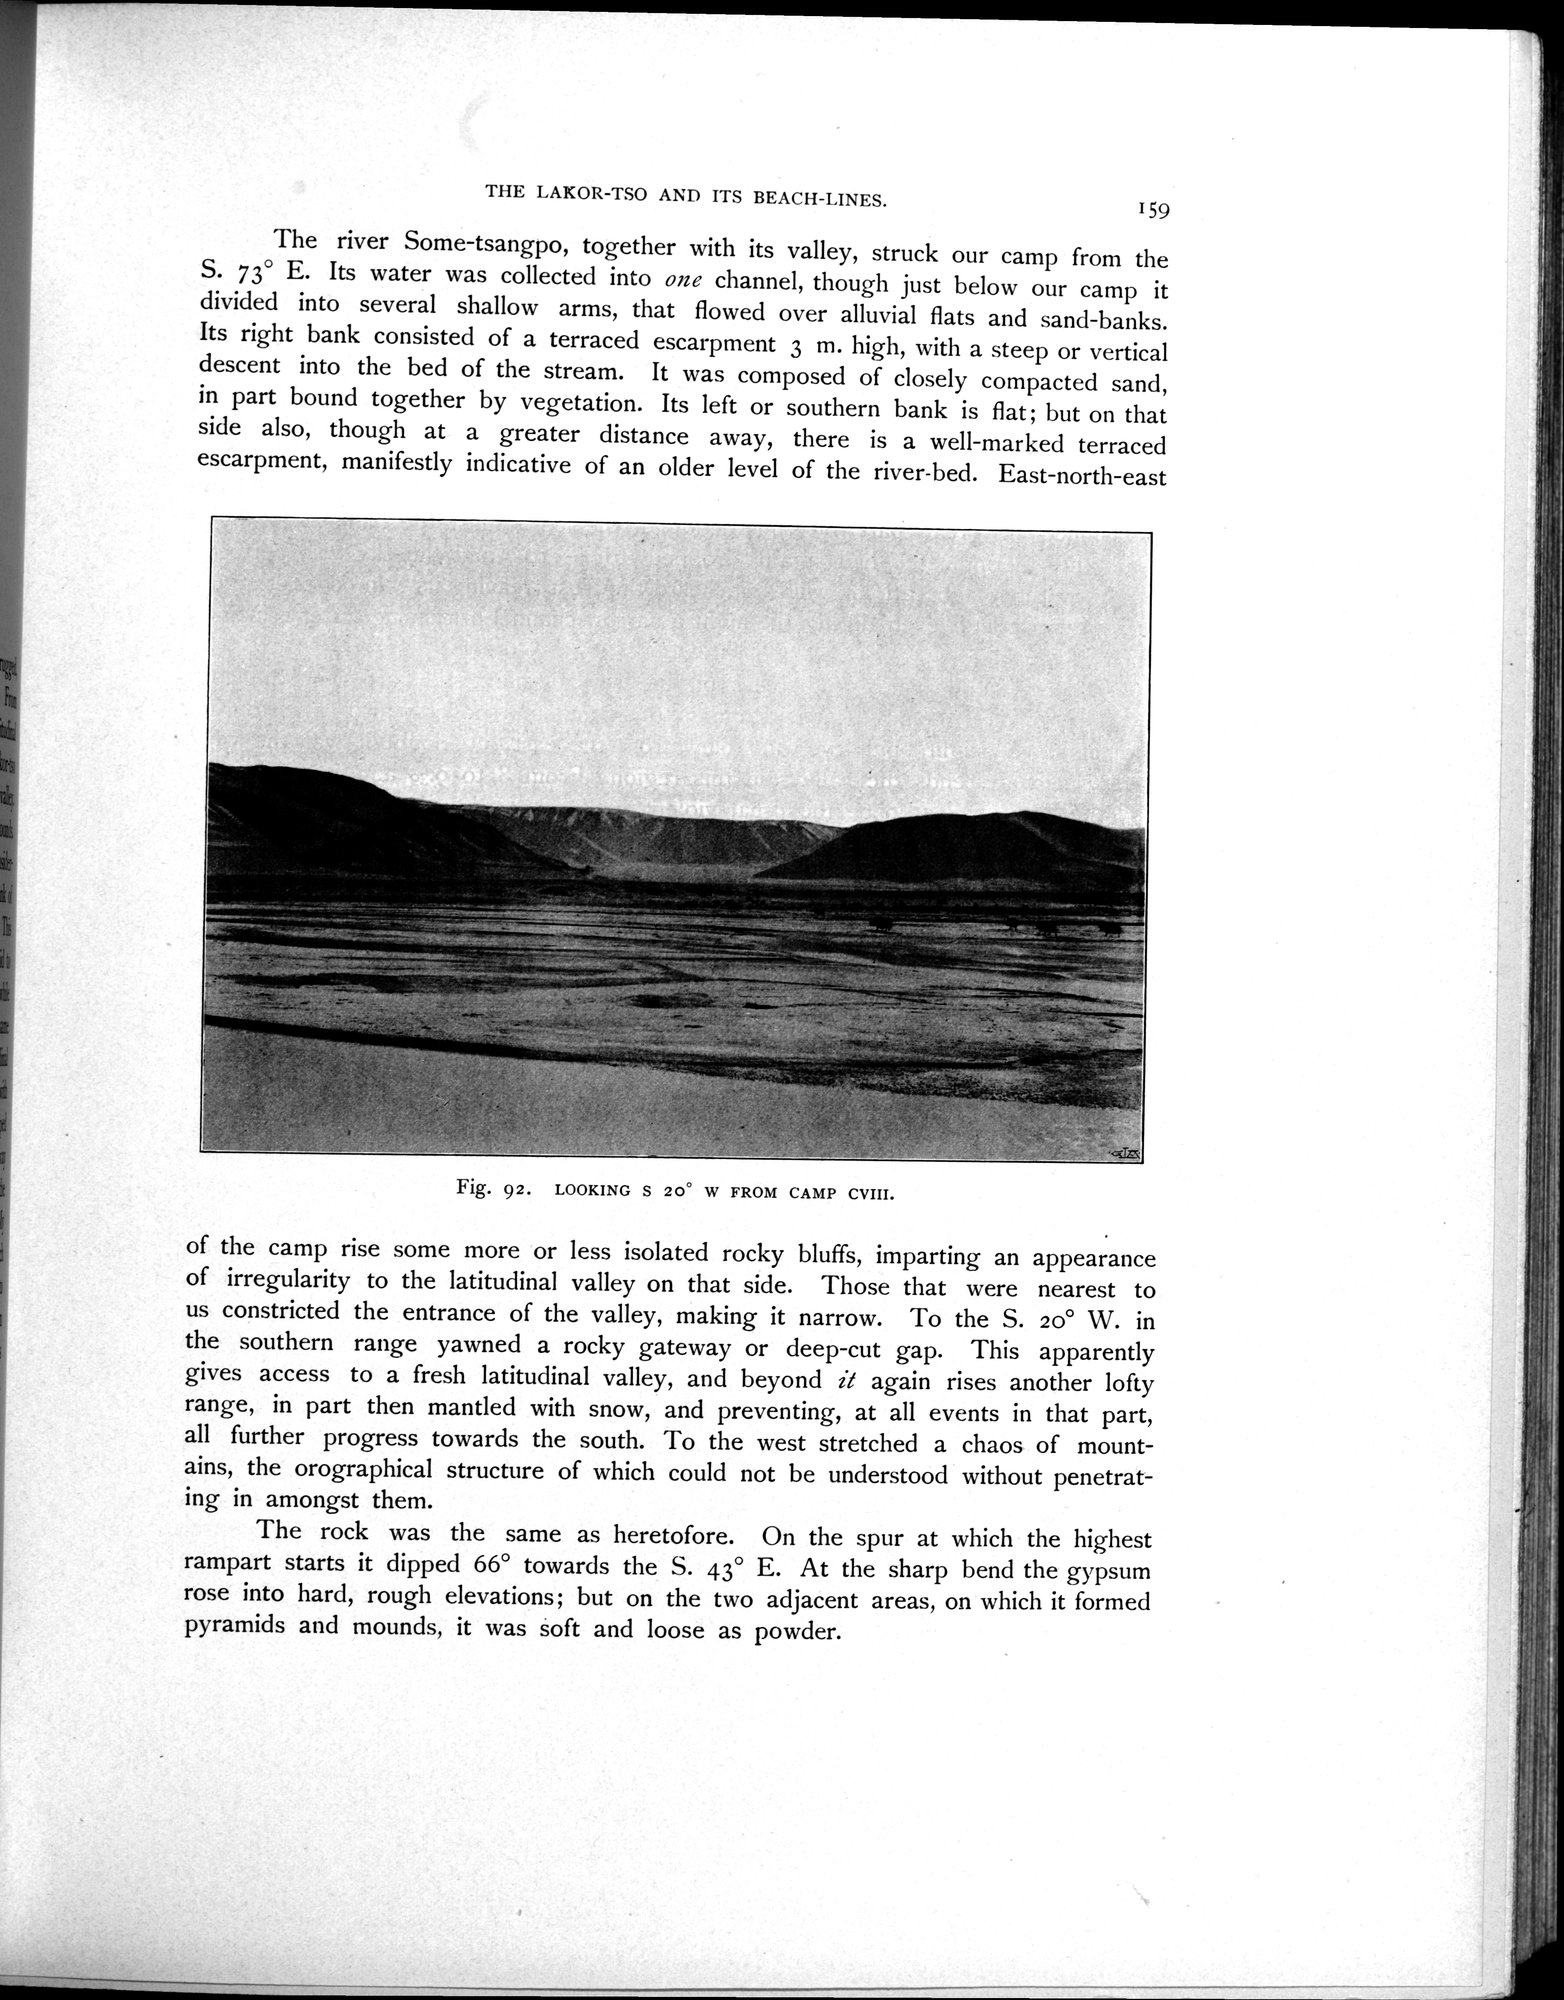 THE LAKOR-TSO AND ITS BEACH-LINES.
159
The river Some-tsangpo, together with its valley, struck our camp from the
S. 73° E. Its water was collected into one channel, though just below our camp it
divided into several shallow arms, that flowed over alluvial flats and sand-banks.
Its right bank consisted of a terraced escarpment 3 m. high, with a steep or vertical
descent into the bed of the stream. It was composed of closely compacted sand,
in part bound together by vegetation. Its left or southern bank is flat; but on that
side also, though at a greater distance away, there is a well-marked terraced
escarpment, manifestly indicative of an older level of the river-bed. East-north-east
Fig. 92. LOOKING S 20° W FROM CAMP CVIII.
of the camp rise some more or less isolated rocky bluffs, imparting an appearance
of irregularity to the latitudinal valley on that side. Those that were nearest to
us constricted the entrance of the valley, making it narrow. To the S. 20° W. in
the southern range yawned a rocky gateway or deep-cut gap. This apparently
gives access to a fresh latitudinal valley, and beyond it again rises another lofty
range, in part then mantled with snow, and preventing, at all events in that part,
all further progress towards the south. To the west stretched a chaos of mount-
ains, the orographical structure of which could not be understood without penetrat-
ing in amongst them.
The rock was the same as heretofore. On the spur at which the highest
rampart starts it dipped 66° towards the S. 43° E. At the sharp bend the gypsum
rose into hard, rough elevations; but on the two adjacent areas, on which it formed
pyramids and mounds, it was soft and loose as powder.